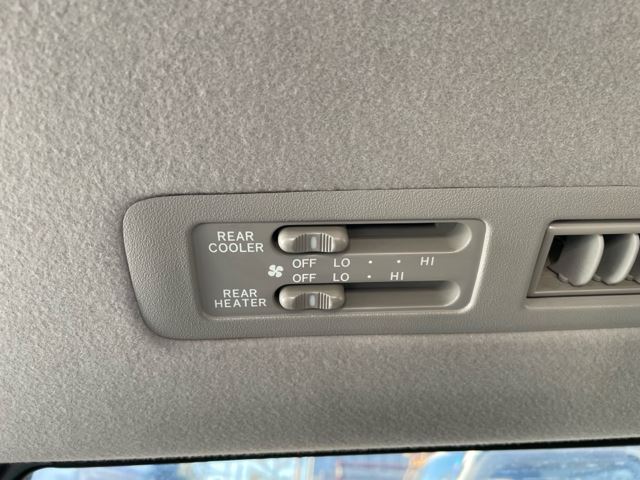 REAR
COOLER
OFF LO · · HI
OFF LO · HI
REAR
HEATER